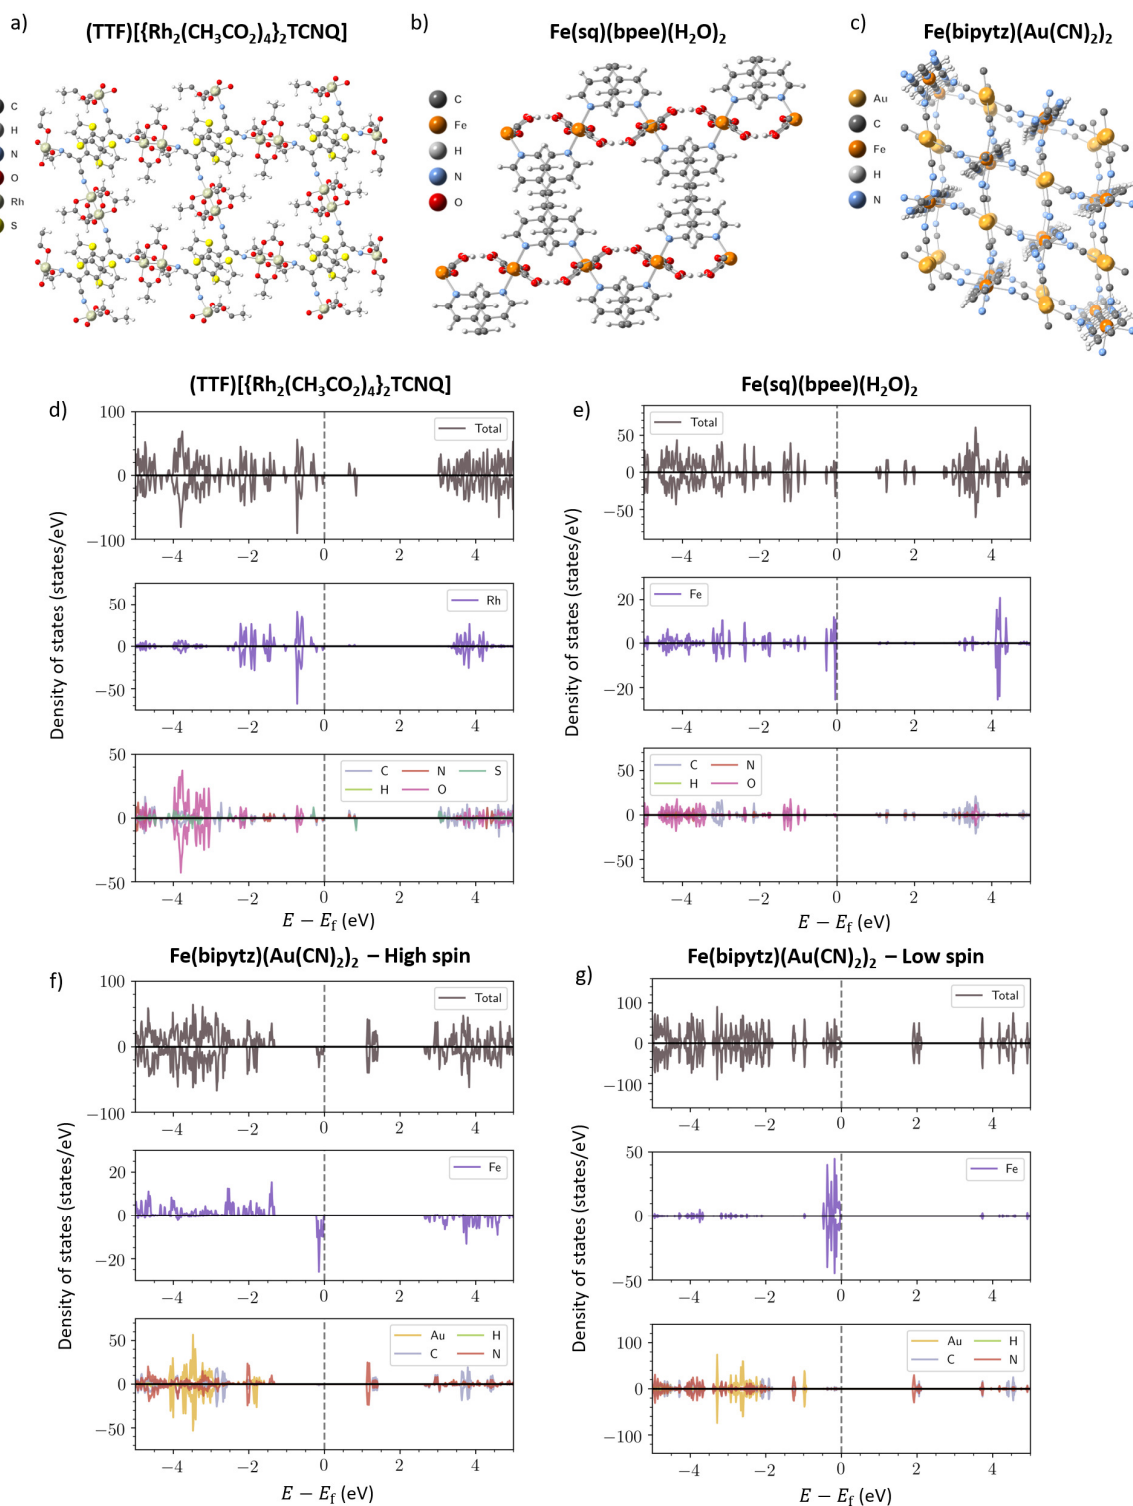 a)
(TTF)[{Rh₂(CH₃CO₂)₄}₂TCNQ]
C
H
N
O
Rh
S
b)
Fe(sq)(bpee)(H₂O)₂
C
Fe
H
N
O
c)
Fe(bipytz)(Au(CN)₂)₂
Au
C
Fe
H
N
(TTF)[{Rh₂(CH₃CO₂)₄}₂TCNQ]
d)
Density of states (states/eV)
100
0
−100
Total
−4 −2 0 2 4
50
0
−50
Rh
−4 −2 0 2 4
50
0
−50
C N S
H O
−4 −2 0 2 4
E − E_f (eV)
Fe(sq)(bpee)(H₂O)₂
e)
Density of states (states/eV)
50
0
−50
Total
−4 −2 0 2 4
20
0
−20
Fe
−4 −2 0 2 4
50
0
−50
C N
H O
−4 −2 0 2 4
E − E_f (eV)
Fe(bipytz)(Au(CN)₂)₂ – High spin
f)
Density of states (states/eV)
100
0
−100
Total
−4 −2 0 2 4
20
0
−20
Fe
−4 −2 0 2 4
50
0
−50
Au H
C N
−4 −2 0 2 4
E − E_f (eV)
Fe(bipytz)(Au(CN)₂)₂ – Low spin
g)
Density of states (states/eV)
100
0
−100
Total
−4 −2 0 2 4
50
0
−50
Fe
−4 −2 0 2 4
100
0
−100
Au H
C N
−4 −2 0 2 4
E − E_f (eV)